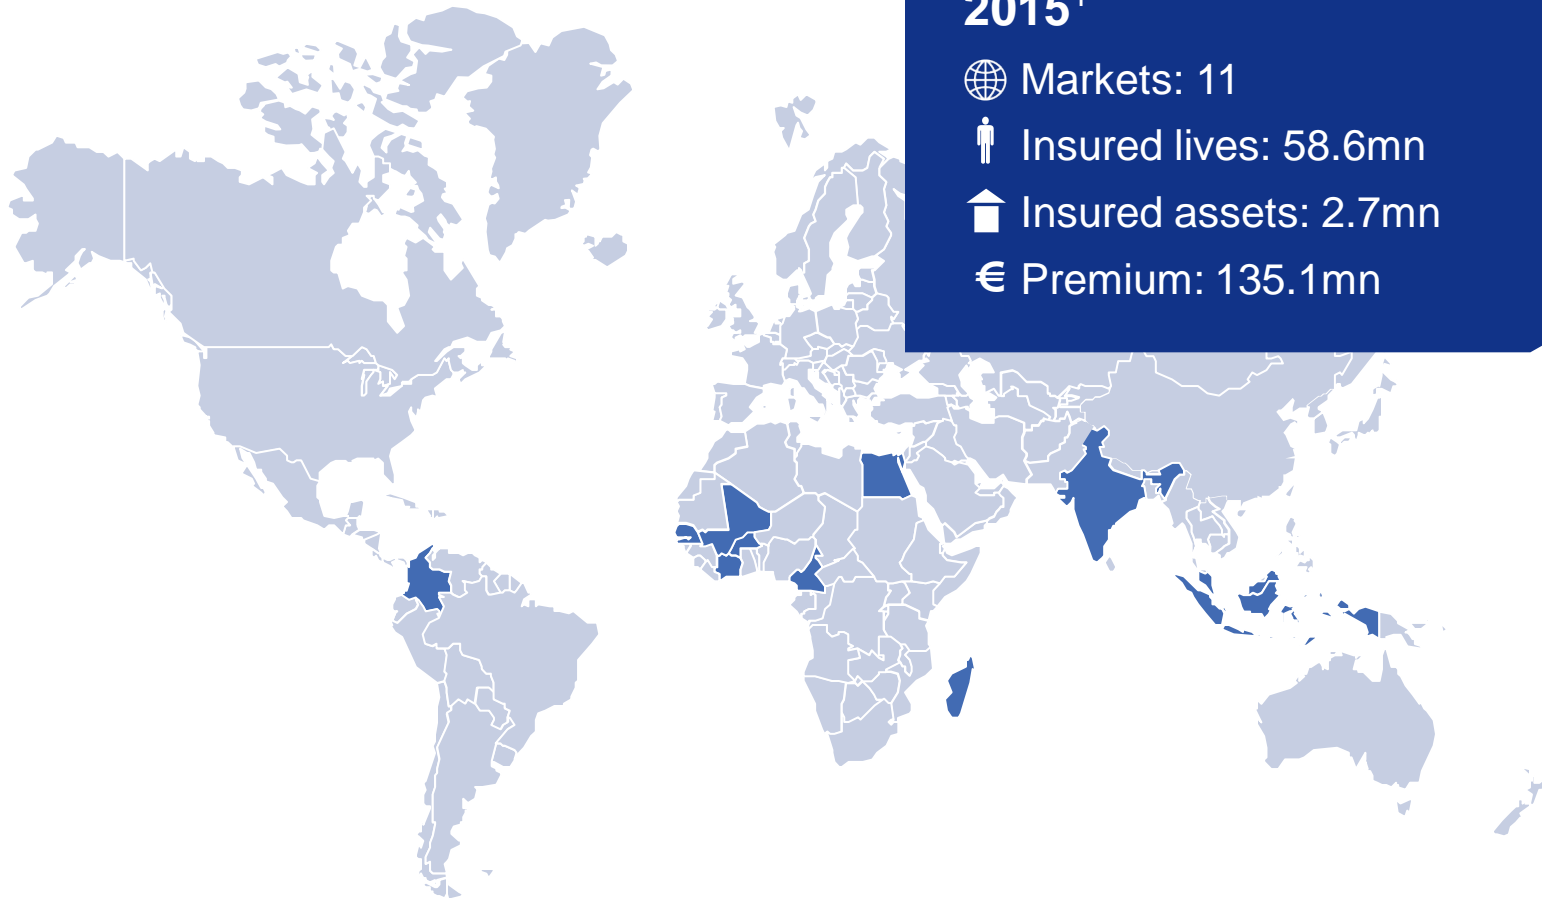 2015
Markets: 11
Insured lives: 58.6mn
Insured assets: 2.7mn
€ Premium: 135.1mn